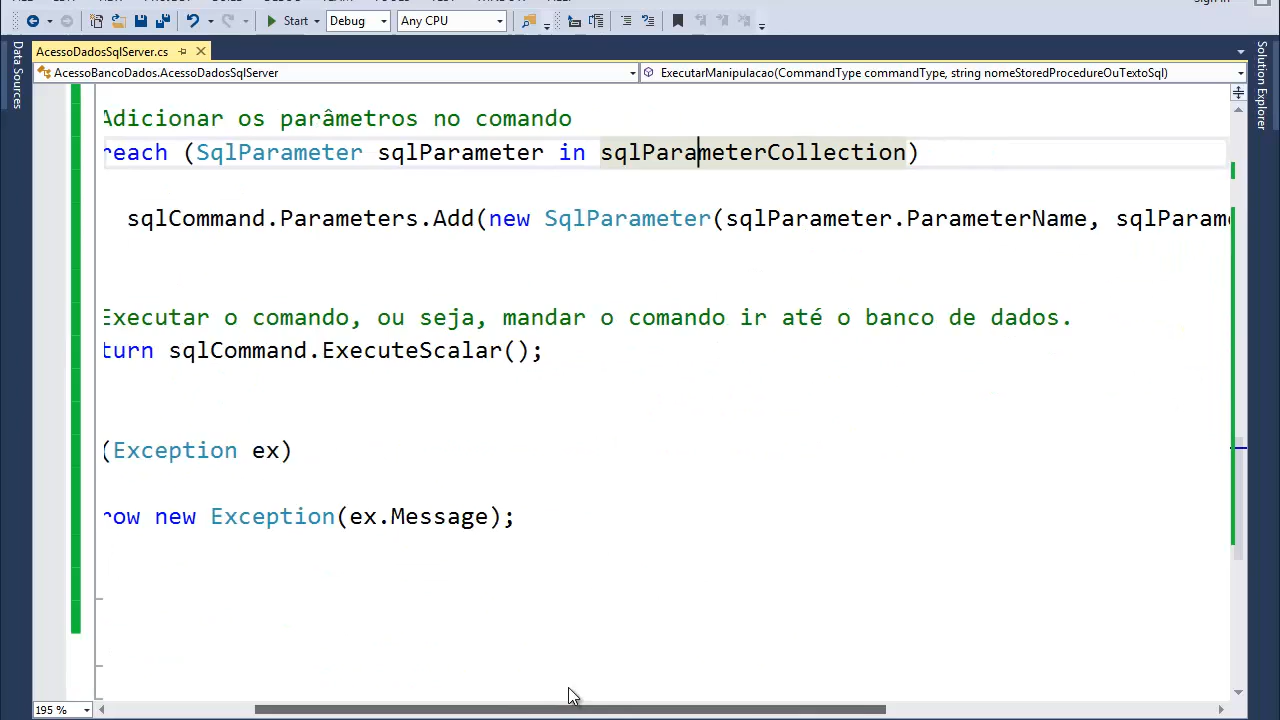 Start Debug Any CPU
AcessoDadosSqlServer.cs
AcessoBancoDados.AcessoDadosSqlServer
ExecutarManipulacao(CommandType commandType, string nomeStoredProcedureOuTextoSql)
Data Sources
Solution Explorer
Adicionar os parâmetros no comando
reach (SqlParameter sqlParameter in sqlParameterCollection)
sqlCommand.Parameters.Add(new SqlParameter(sqlParameter.ParameterName, sqlParame
Executar o comando, ou seja, mandar o comando ir até o banco de dados.
turn sqlCommand.ExecuteScalar();
(Exception ex)
row new Exception(ex.Message);
195 %